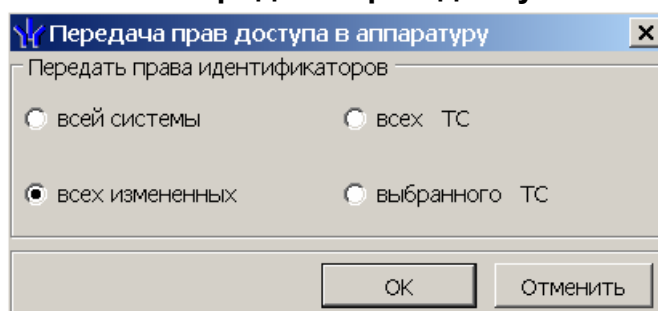 Передача прав доступа в аппаратуру
Передать права идентификаторов
всей системы
всех ТС
всех измененных
выбранного ТС
OK
Отменить